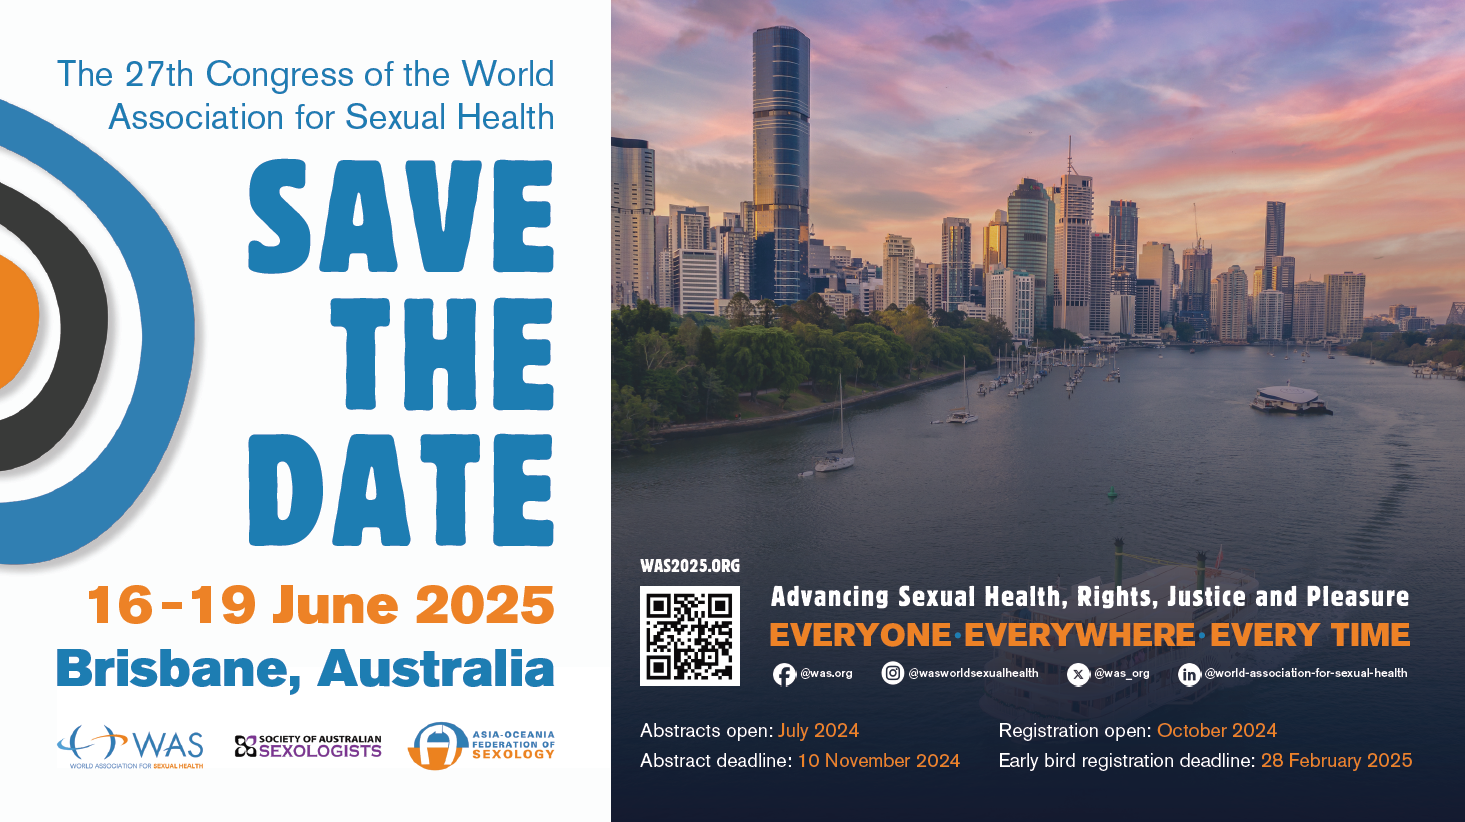 The 27th Congress of the World
Association for Sexual Health
SAVE
THE
DATE
16-19 June 2025
Brisbane, Australia
WAS
WORLD ASSOCIATION FOR SEXUAL HEALTH
SOCIETY OF AUSTRALIAN
SEXOLOGISTS
ASIA-OCEANIA
FEDERATION OF
SEXOLOGY
WAS2025.ORG
Advancing Sexual Health, Rights, Justice and Pleasure
EVERYONE·EVERYWHERE·EVERY TIME
@was.org @wasworldsexualhealth @was_org @world-association-for-sexual-health
Abstracts open: July 2024
Abstract deadline: 10 November 2024
Registration open: October 2024
Early bird registration deadline: 28 February 2025